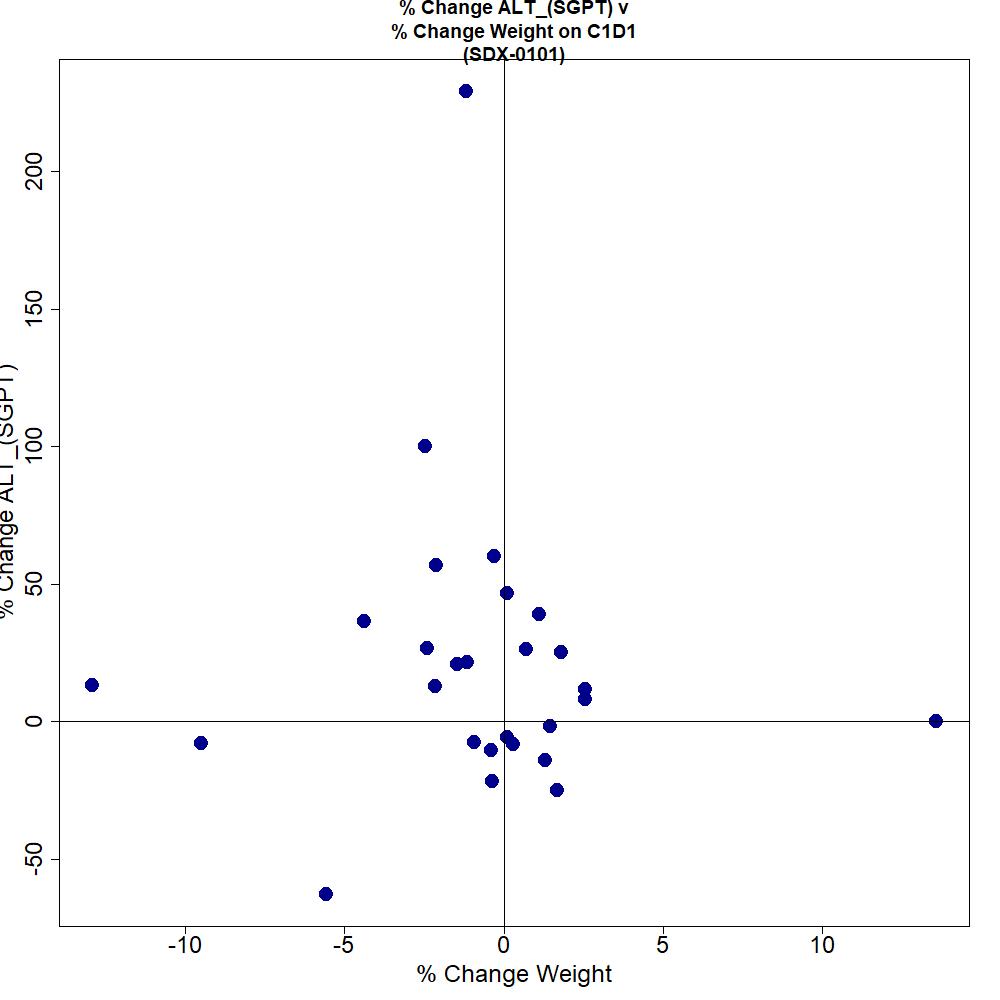 % Change ALT_(SGPT) v
% Change Weight on C1D1
(SDX-0101)
% Change ALT_(SGPT)
200
150
100
50
0
-50
-10
-5
0
5
10
% Change Weight